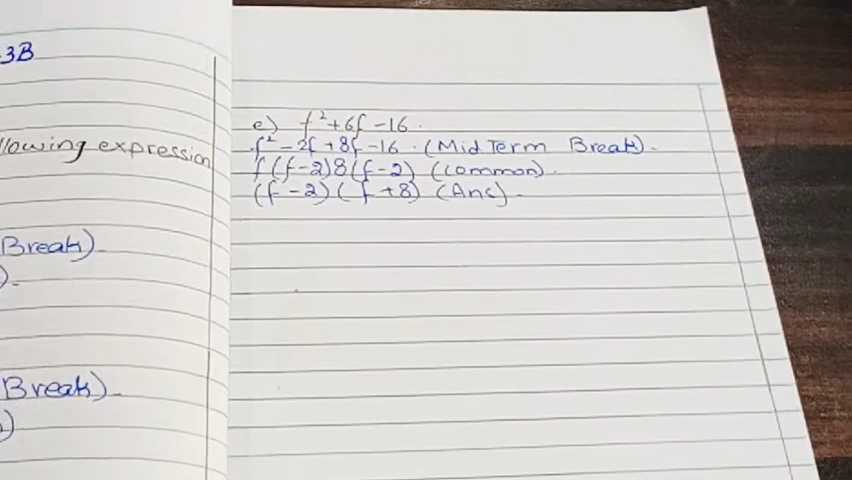 3B
llowing expression
Break).
).
Break).
)
e) f² + 6f - 16.
f² - 2f + 8f - 16. (Mid Term Break).
f (f - 2) 8 (f - 2) (common).
(f - 2) (f + 8) (Ans).